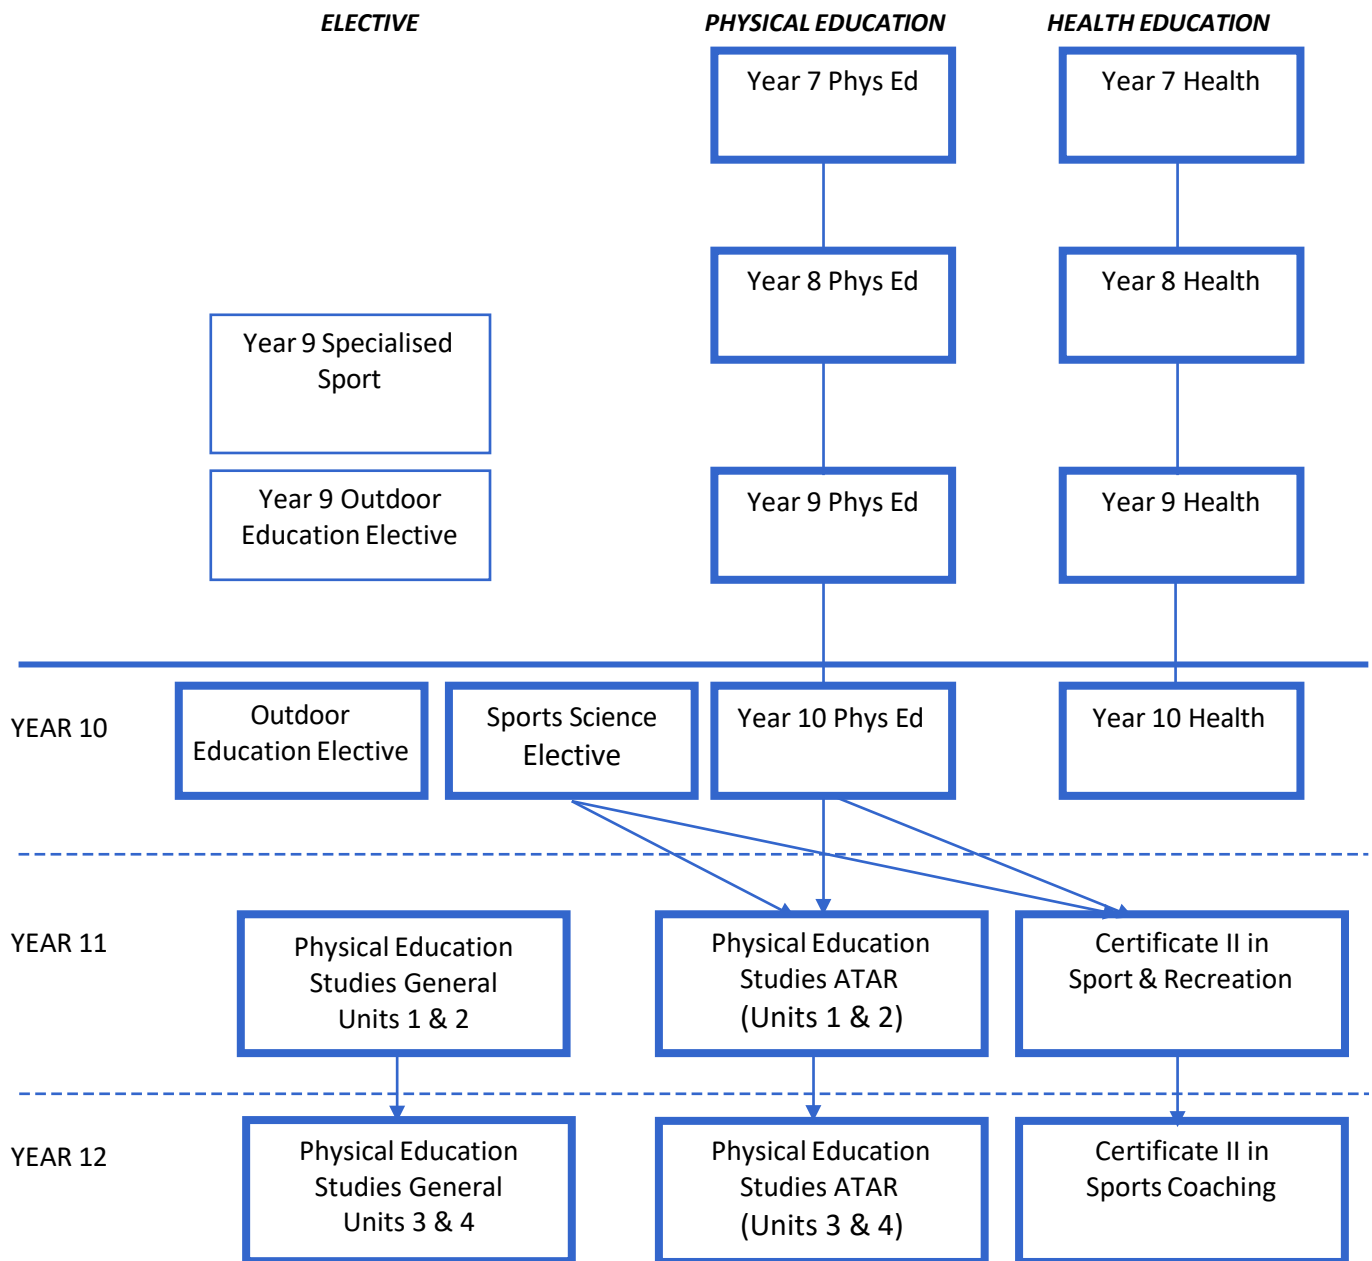 ELECTIVE
PHYSICAL EDUCATION
HEALTH EDUCATION
Year 7 Phys Ed
Year 7 Health
Year 8 Phys Ed
Year 8 Health
Year 9 Specialised
Sport
Year 9 Outdoor
Education Elective
Year 9 Phys Ed
Year 9 Health
YEAR 10
Outdoor
Education Elective
Sports Science
Elective
Year 10 Phys Ed
Year 10 Health
YEAR 11
Physical Education
Studies General
Units 1 & 2
Physical Education
Studies ATAR
(Units 1 & 2)
Certificate II in
Sport & Recreation
YEAR 12
Physical Education
Studies General
Units 3 & 4
Physical Education
Studies ATAR
(Units 3 & 4)
Certificate II in
Sports Coaching